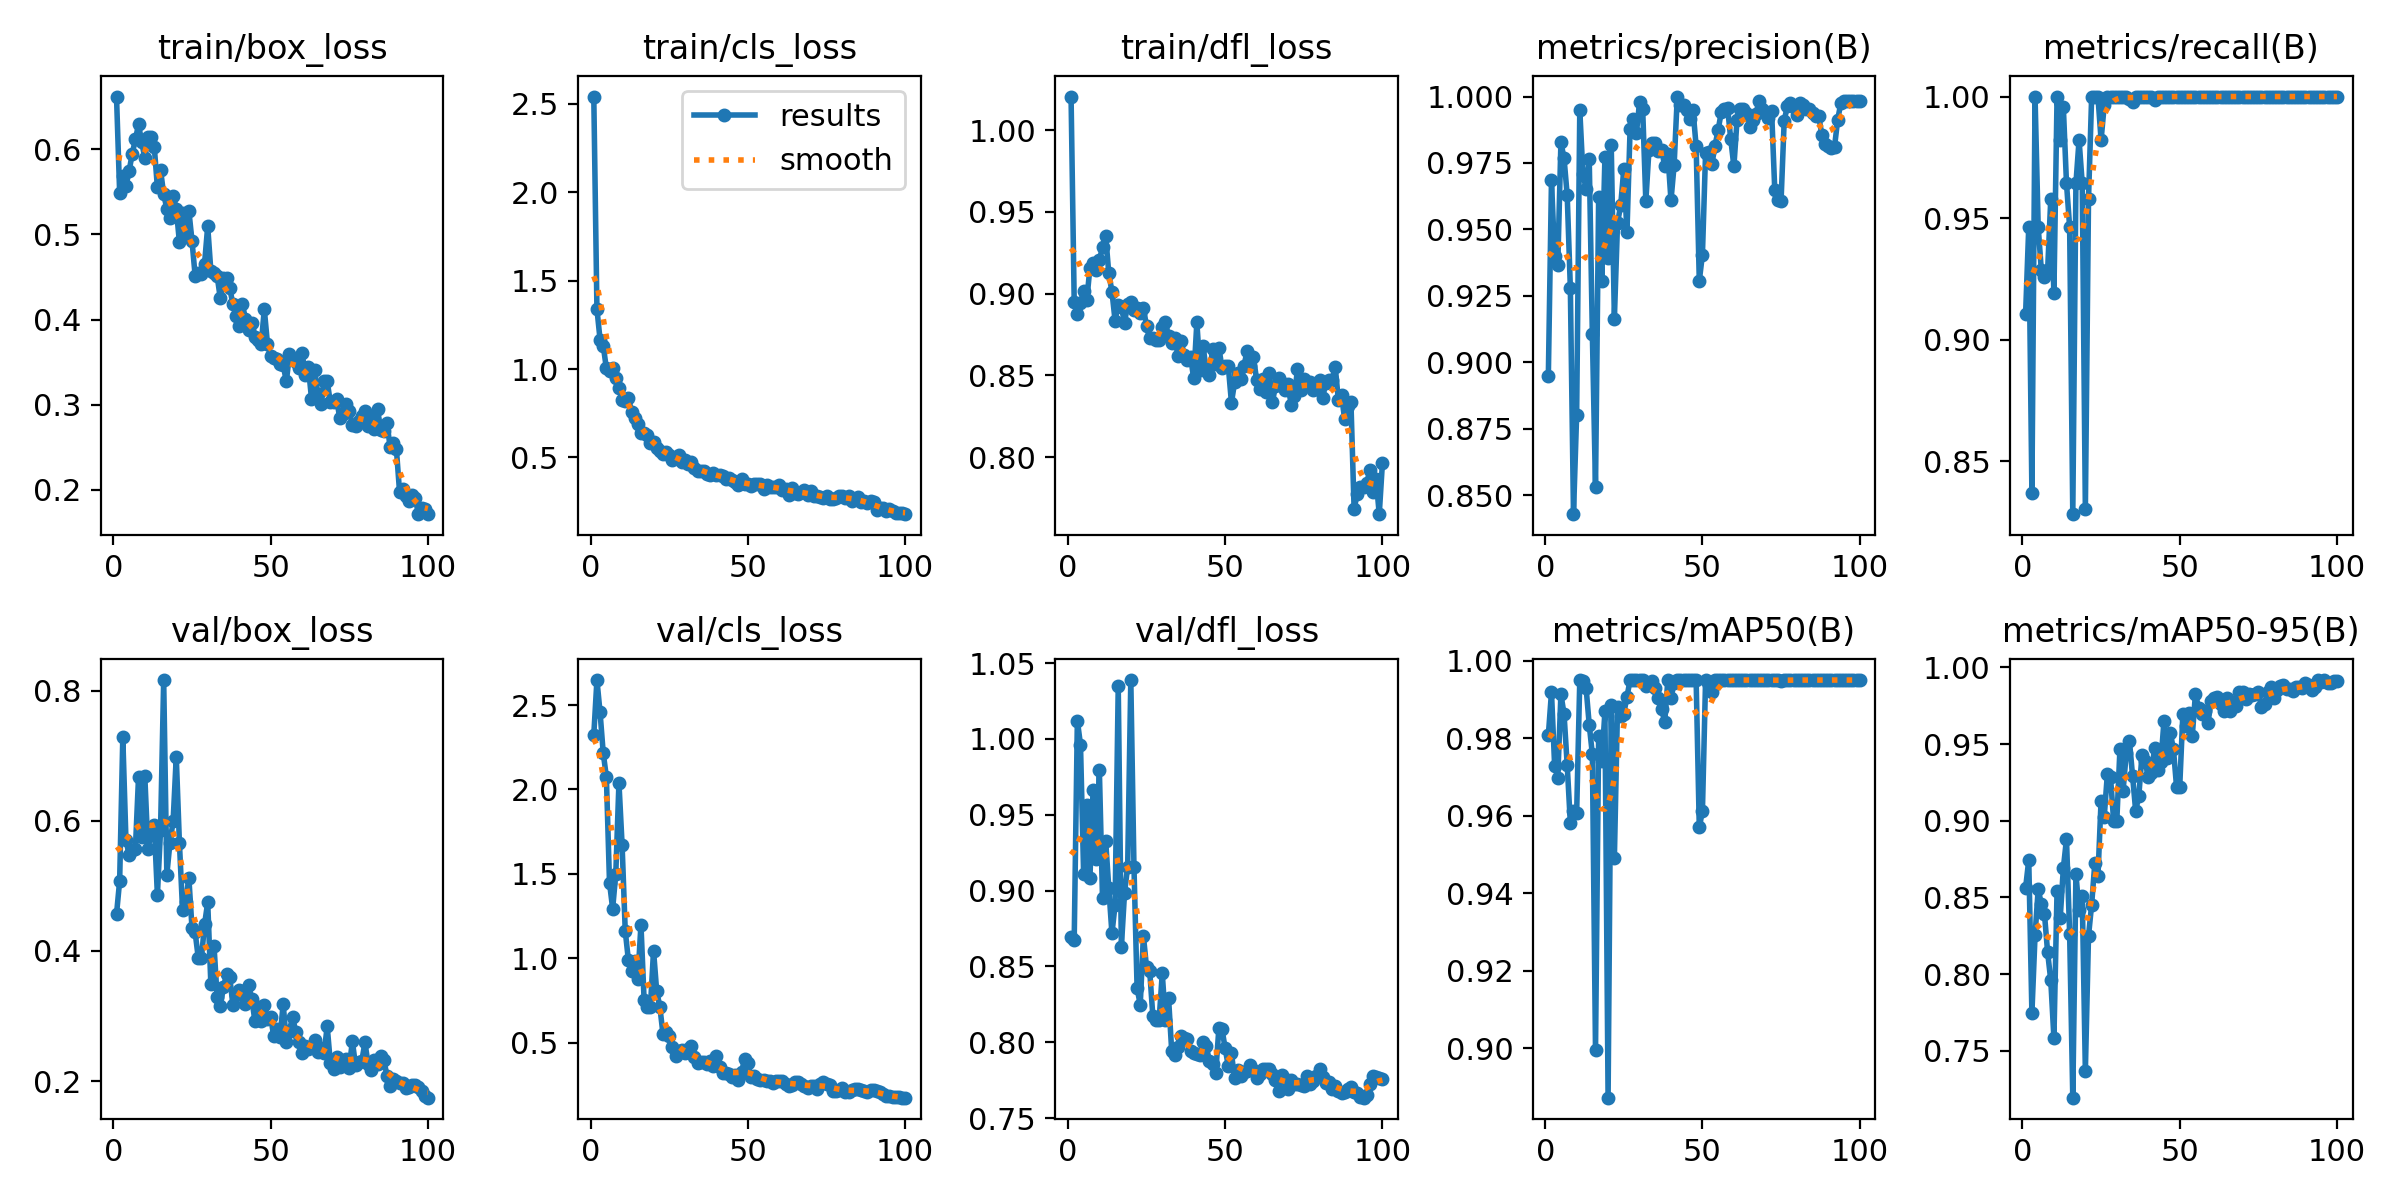 train/box_loss
0.6
0.5
0.4
0.3
0.2
0 50 100
train/cls_loss
results
smooth
2.5
2.0
1.5
1.0
0.5
0 50 100
train/dfl_loss
1.00
0.95
0.90
0.85
0.80
0 50 100
metrics/precision(B)
1.000
0.975
0.950
0.925
0.900
0.875
0.850
0 50 100
metrics/recall(B)
1.00
0.95
0.90
0.85
0 50 100
val/box_loss
0.8
0.6
0.4
0.2
0 50 100
val/cls_loss
2.5
2.0
1.5
1.0
0.5
0 50 100
val/dfl_loss
1.05
1.00
0.95
0.90
0.85
0.80
0.75
0 50 100
metrics/mAP50(B)
1.00
0.98
0.96
0.94
0.92
0.90
0 50 100
metrics/mAP50-95(B)
1.00
0.95
0.90
0.85
0.80
0.75
0 50 100